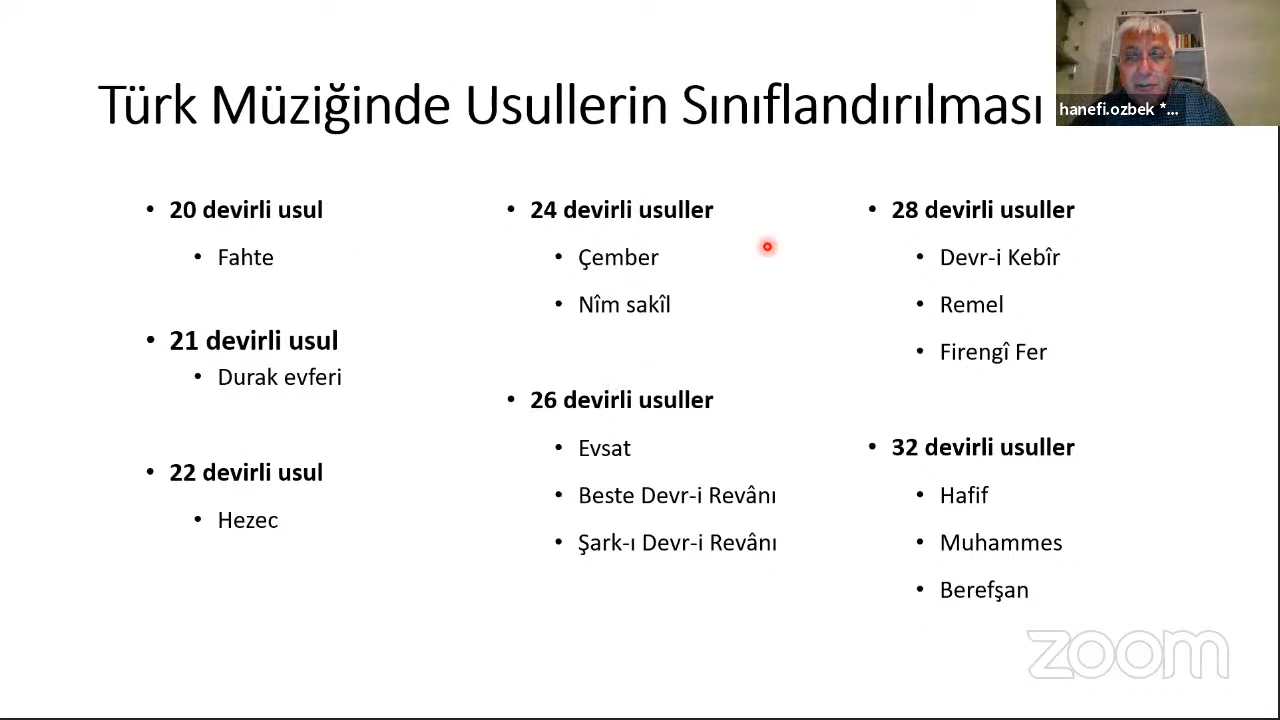 Türk Müziğinde Usullerin Sınıflandırılması
hanefi.ozbek *...
• 20 devirli usul
• Fahte
• 21 devirli usul
• Durak evferi
• 22 devirli usul
• Hezec
• 24 devirli usuller
• Çember
• Nîm sakîl
• 26 devirli usuller
• Evsat
• Beste Devr-i Revânı
• Şark-ı Devr-i Revânı
• 28 devirli usuller
• Devr-i Kebîr
• Remel
• Firengî Fer
• 32 devirli usuller
• Hafif
• Muhammes
• Berefşan
zoom